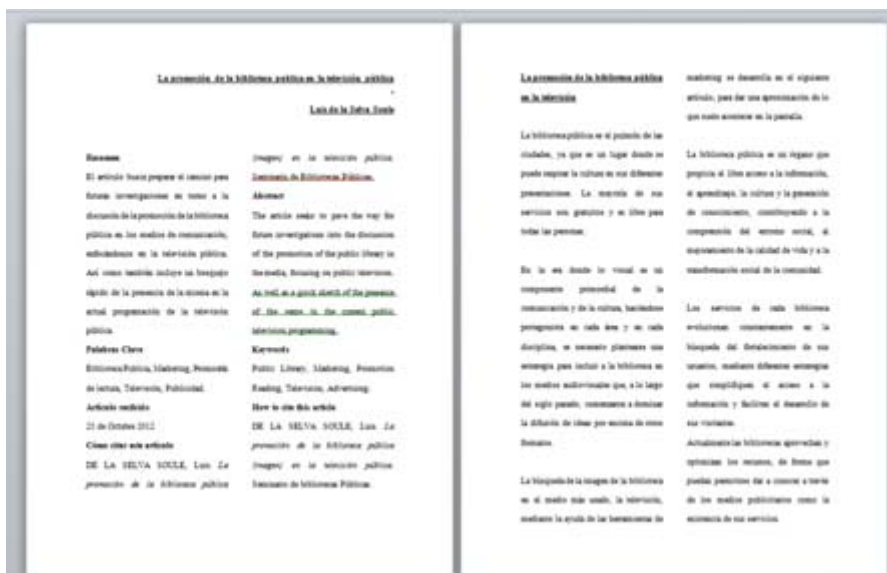 La promoción de la biblioteca pública en la televisión pública
Luis de la Selva Soule
Resumen
El artículo busca preparar el camino para
futuras investigaciones en torno a la
discusión de la promoción de la biblioteca
pública en los medios de comunicación,
enfocándonos en la televisión pública.
Así como también incluye un bosquejo
rápido de la presencia de la misma en la
actual programación de la televisión
pública.
Palabras Clave
Biblioteca Pública, Marketing, Promoción
de lectura, Televisión, Publicidad.
Artículo recibido
25 de Octubre 2012
Cómo citar este artículo
DE LA SELVA SOULE, Luis. La
promoción de la biblioteca pública
(imagen) en la televisión pública.
Seminario de Bibliotecas Públicas.
Abstract
The article seeks to pave the way for
future investigations into the discussion
of the promotion of the public library in
the media, focusing on public television.
As well as a quick sketch of the presence
of the same in the current public
television programming.
Keywords
Public Library, Marketing, Promotion
Reading, Television, Advertising.
How to cite this article
DE LA SELVA SOULE, Luis. La
promoción de la biblioteca pública
(imagen) en la televisión pública.
Seminario de bibliotecas Públicas.
La promoción de la biblioteca pública
en la televisión
La biblioteca pública es el pulmón de las
ciudades, ya que es un lugar donde se
puede respirar la cultura en sus diferentes
presentaciones. La mayoría de sus
servicios son gratuitos y es libre para
todas las personas.
En la era donde lo visual es un
componente primordial de la
comunicación y de la cultura, haciéndose
protagonista en cada área y en cada
disciplina, es necesario plantearse una
estrategia para incluir a la biblioteca en
los medios audiovisuales que, a lo largo
del siglo pasado, comenzaron a dominar
la difusión de ideas por encima de otros
formatos.
La búsqueda de la imagen de la biblioteca
en el medio más usado, la televisión,
mediante la ayuda de las herramientas de
marketing se desarrolla en el siguiente
artículo, para dar una aproximación de lo
que suele acontecer en la pantalla.
La biblioteca pública es un órgano que
propicia el libre acceso a la información,
el aprendizaje, la cultura y la generación
de conocimiento, contribuyendo a la
comprensión del entorno social, al
mejoramiento de la calidad de vida y a la
transformación social de la comunidad.
Los servicios de cada biblioteca
evolucionan constantemente en la
búsqueda del fortalecimiento de sus
usuarios, mediante diferentes estrategias
que simplifiquen el acceso a la
información y faciliten el desarrollo de
sus visitantes.
Actualmente las bibliotecas aprovechan y
optimizan los recursos, de forma que
puedan permitirse dar a conocer a través
de los medios publicitarios como la
existencia de sus servicios.